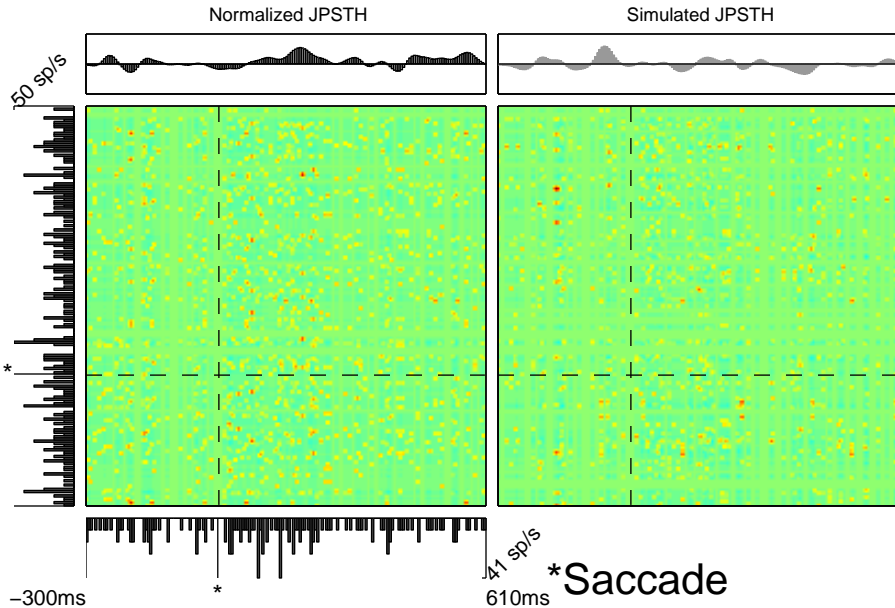 Normalized JPSTH
Simulated JPSTH
50 sp/s
*
41 sp/s
*
*Saccade
−300ms
610ms